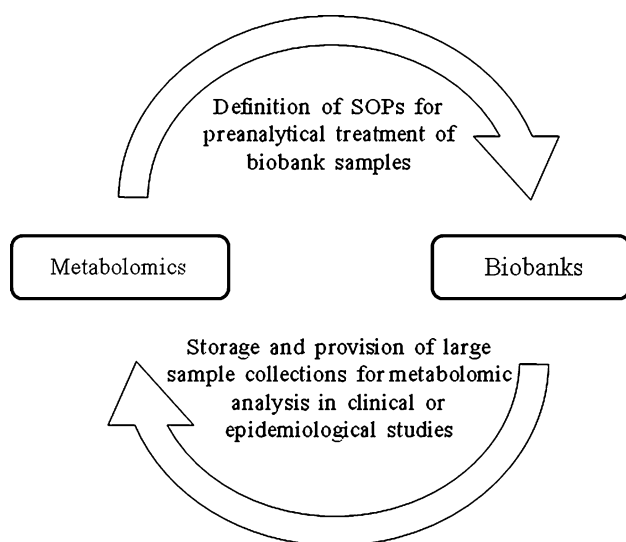 Definition of SOPs for
preanalytical treatment of
biobank samples
Metabolomics
Biobanks
Storage and provision of large
sample collections for metabolomic
analysis in clinical or
epidemiological studies